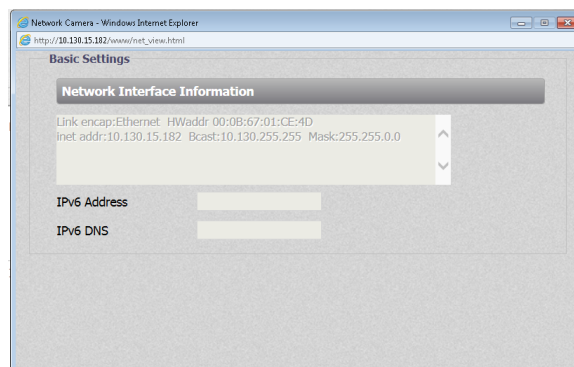 Network Camera - Windows Internet Explorer
http://10.130.15.182/www/net_view.html
Basic Settings
Network Interface Information
Link encap:Ethernet HWaddr 00:0B:67:01:CE:4D
inet addr:10.130.15.182 Bcast:10.130.255.255 Mask:255.255.0.0
IPv6 Address
IPv6 DNS